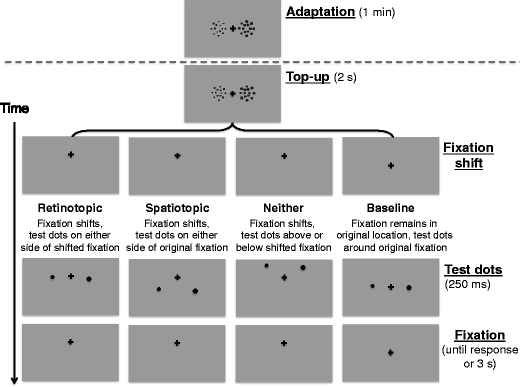 Adaptation (1 min)
Top-up (2 s)
Time
Fixation
shift
Retinotopic
Fixation shifts,
test dots on either
side of shifted fixation
Spatiotopic
Fixation shifts,
test dots on either
side of original fixation
Neither
Fixation shifts,
test dots above or
below shifted fixation
Baseline
Fixation remains in
original location, test dots
around original fixation
Test dots
(250 ms)
Fixation
(until response
or 3 s)